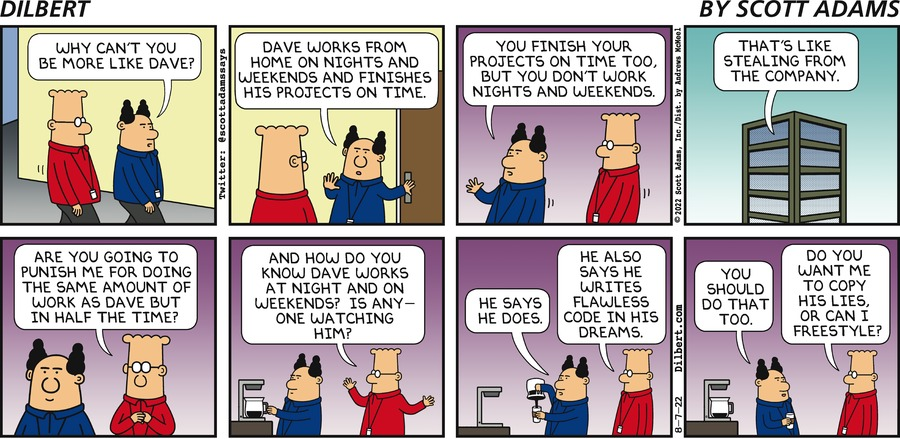 DILBERT
BY SCOTT ADAMS
WHY CAN'T YOU
BE MORE LIKE DAVE?
Twitter: @scottadamssays
DAVE WORKS FROM
HOME ON NIGHTS AND
WEEKENDS AND FINISHES
HIS PROJECTS ON TIME.
YOU FINISH YOUR
PROJECTS ON TIME TOO,
BUT YOU DON'T WORK
NIGHTS AND WEEKENDS.
©2022 Scott Adams, Inc./Dist. by Andrews McMeel
THAT'S LIKE
STEALING FROM
THE COMPANY.
ARE YOU GOING TO
PUNISH ME FOR DOING
THE SAME AMOUNT OF
WORK AS DAVE BUT
IN HALF THE TIME?
AND HOW DO YOU
KNOW DAVE WORKS
AT NIGHT AND ON
WEEKENDS? IS ANY–
ONE WATCHING
HIM?
HE SAYS
HE DOES.
HE ALSO
SAYS HE
WRITES
FLAWLESS
CODE IN HIS
DREAMS.
8-7-22 Dilbert.com
YOU
SHOULD
DO THAT
TOO.
DO YOU
WANT ME
TO COPY
HIS LIES,
OR CAN I
FREESTYLE?